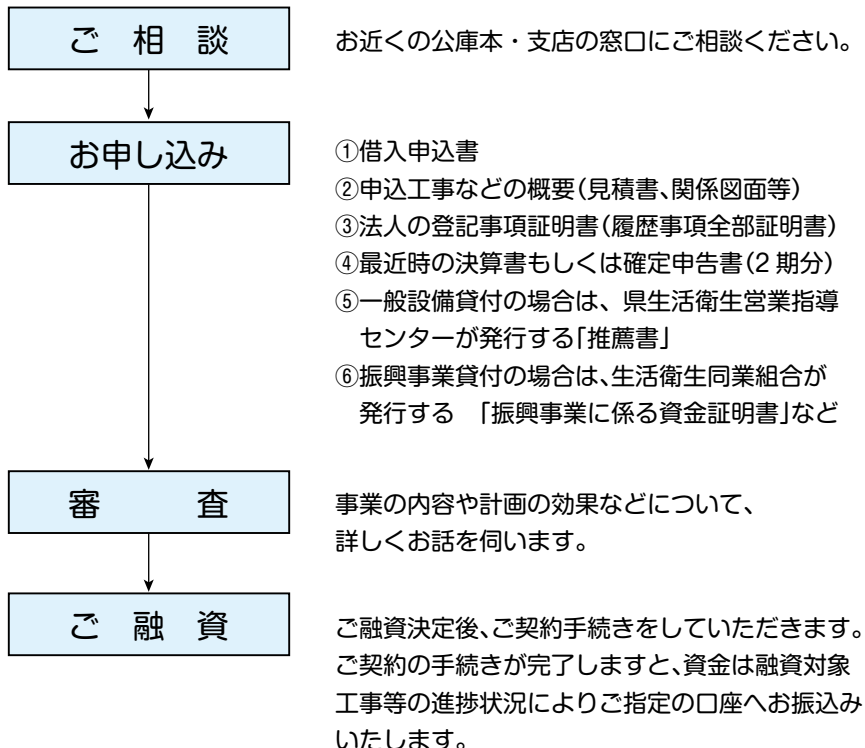 ご 相 談
お近くの公庫本・支店の窓口にご相談ください。
お申し込み
①借入申込書
②申込工事などの概要(見積書、関係図面等)
③法人の登記事項証明書(履歴事項全部証明書)
④最近時の決算書もしくは確定申告書(2 期分)
⑤一般設備貸付の場合は、県生活衛生営業指導
センターが発行する「推薦書」
⑥振興事業貸付の場合は、生活衛生同業組合が
発行する 「振興事業に係る資金証明書」など
審 査
事業の内容や計画の効果などについて、
詳しくお話を伺います。
ご 融 資
ご融資決定後、ご契約手続きをしていただきます。
ご契約の手続きが完了しますと、資金は融資対象
工事等の進捗状況によりご指定の口座へお振込み
いたします。